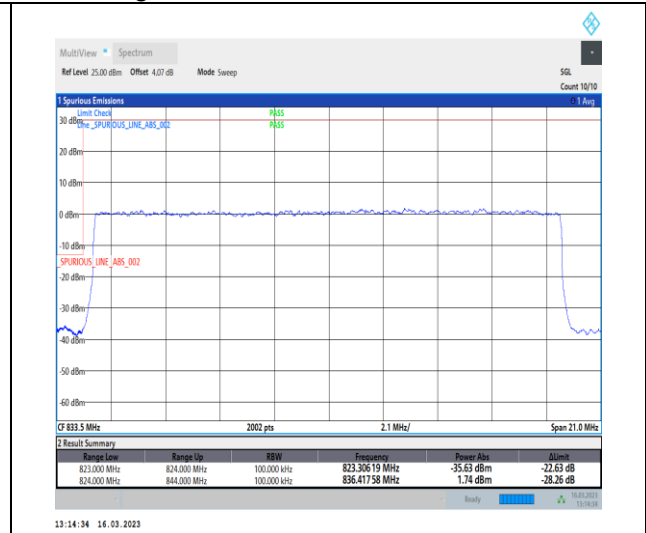 MultiView Spectrum
Ref Level 25.00 dBm Offset 4.07 dB Mode Sweep SGL
Count 10/10
1 Spurious Emissions 1 Avg
Limit Check PASS
30 dBm
Line _SPURIOUS_LINE_ABS_002 PASS
20 dBm
10 dBm
0 dBm
-10 dBm
_SPURIOUS_LINE_ABS_002
-20 dBm
-30 dBm
-40 dBm
-50 dBm
-60 dBm
CF 833.5 MHz 2002 pts 2.1 MHz/ Span 21.0 MHz
2 Result Summary
Range Low Range Up RBW Frequency Power Abs ΔLimit
823.000 MHz 824.000 MHz 100.000 kHz 823.30619 MHz -35.63 dBm -22.63 dB
824.000 MHz 844.000 MHz 100.000 kHz 836.41758 MHz 1.74 dBm -28.26 dB
Ready 16.03.2023
13:14:34
13:14:34 16.03.2023